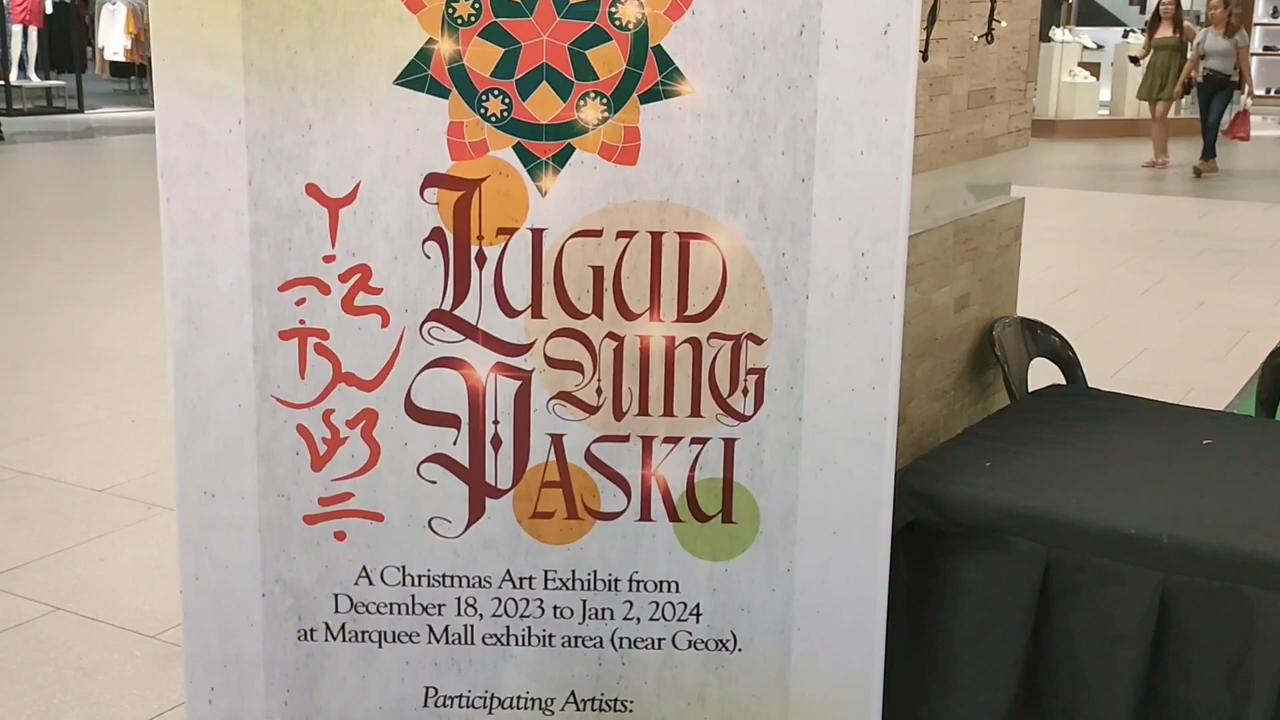 LUGUD
NING
PASKU
A Christmas Art Exhibit from
December 18, 2023 to Jan 2, 2024
at Marquee Mall exhibit area (near Geox).
Participating Artists: